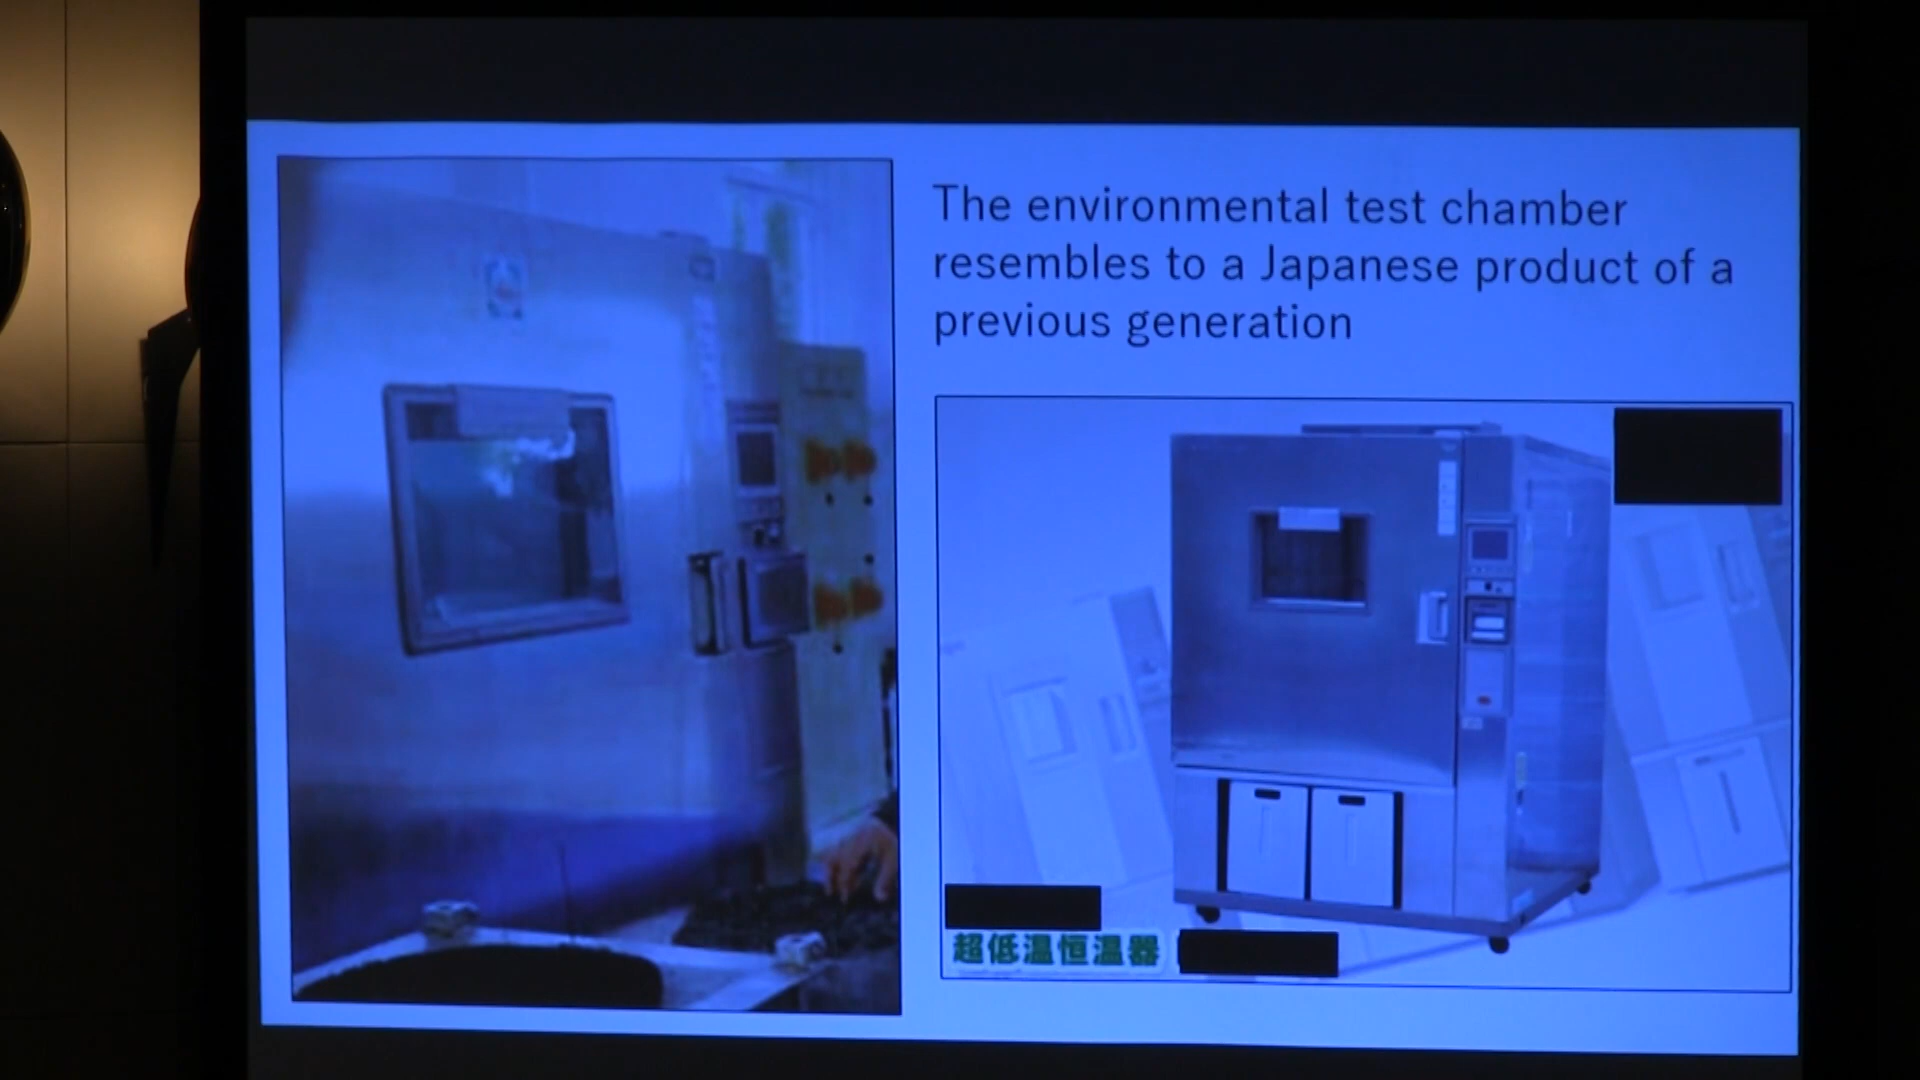 The environmental test chamber
resembles to a Japanese product of a
previous generation
超低温恒温器